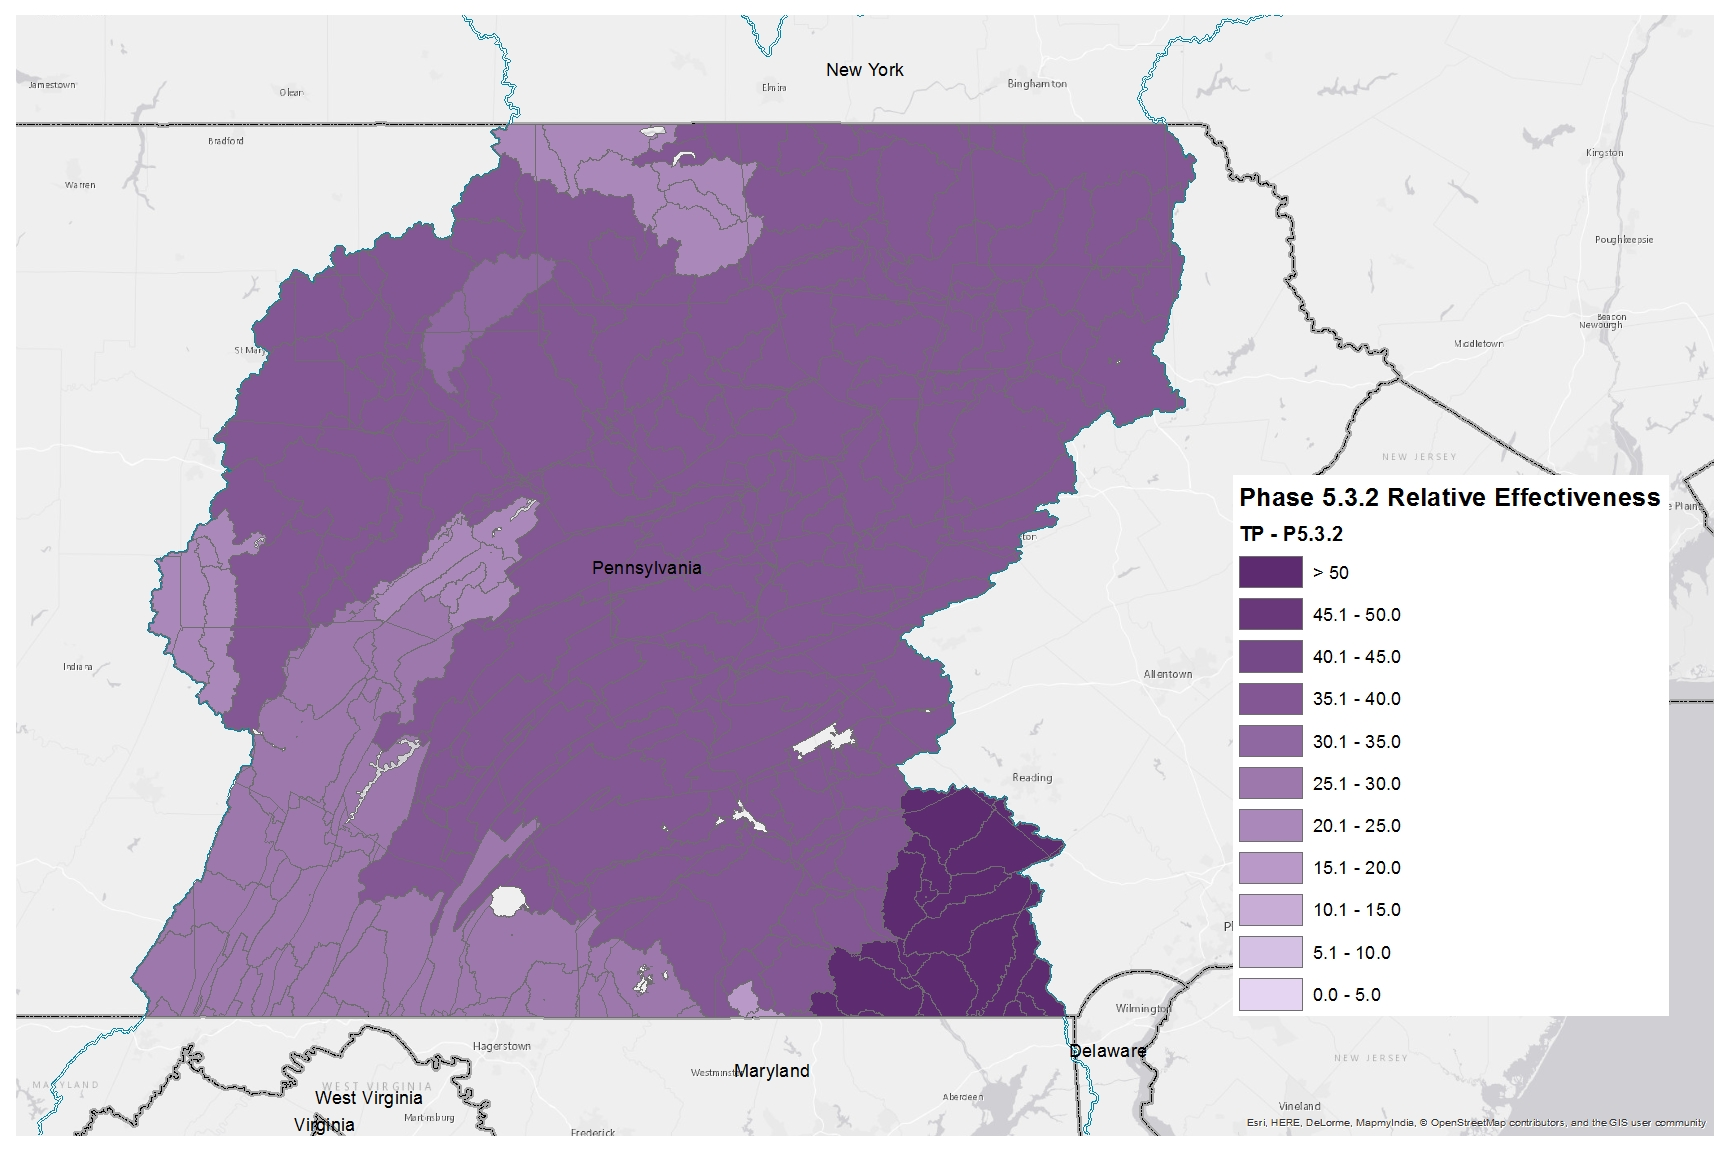 New York
Jamestown
Olean
Elmira
Binghamton
Bradford
Kingston
Warren
Poughkeepsie
Beacon
Newburgh
Middletown
NEW JERSEY
Phase 5.3.2 Relative Effectiveness
TP - P5.3.2
> 50
45.1 - 50.0
40.1 - 45.0
35.1 - 40.0
30.1 - 35.0
25.1 - 30.0
20.1 - 25.0
15.1 - 20.0
10.1 - 15.0
5.1 - 10.0
0.0 - 5.0
St Mary
e Plains
ton
Pennsylvania
Indiana
Allentown
Reading
P
Wilmington
Hagerstown
Delaware
NEW JERSEY
Westminst
Maryland
MARYLAND
WEST VIRGINIA
West Virginia
Aberdeen
Martinsburg
Vineland
Virginia
Frederick
Esri, HERE, DeLorme, MapmyIndia, © OpenStreetMap contributors, and the GIS user community